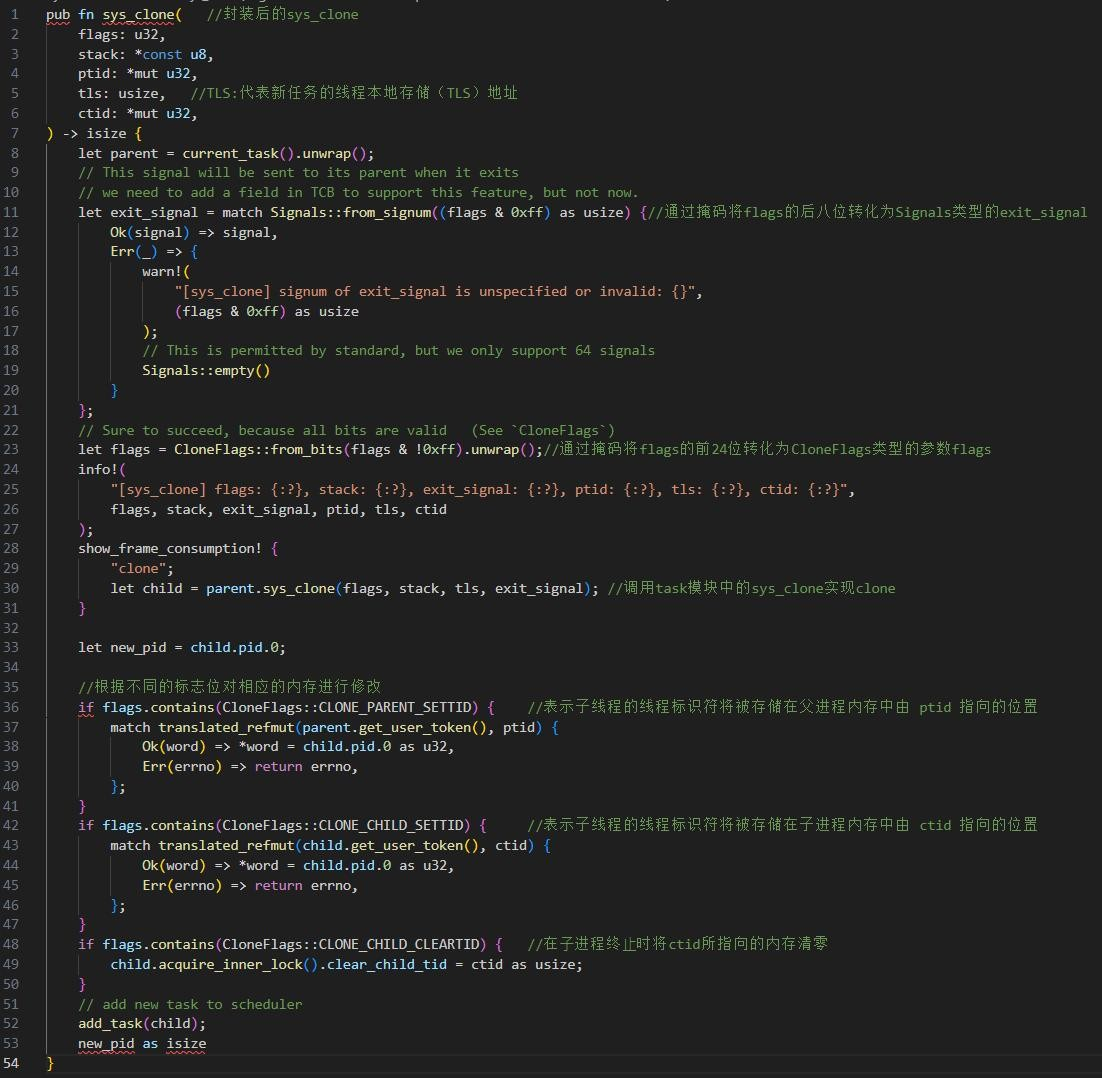 1 pub fn sys_clone(   //封装后的sys_clone
2     flags: u32,
3     stack: *const u8,
4     ptid: *mut u32,
5     tls: usize,   //TLS:代表新任务的线程本地存储（TLS）地址
6     ctid: *mut u32,
7 ) -> isize {
8     let parent = current_task().unwrap();
9     // This signal will be sent to its parent when it exits
10     // we need to add a field in TCB to support this feature, but not now.
11     let exit_signal = match Signals::from_signum((flags & 0xff) as usize) {//通过掩码将flags的后八位转化为Signals类型的exit_signal
12         Ok(signal) => signal,
13         Err(_) => {
14             warn!(
15                 "[sys_clone] signum of exit_signal is unspecified or invalid: {}",
16                 (flags & 0xff) as usize
17             );
18             // This is permitted by standard, but we only support 64 signals
19             Signals::empty()
20         }
21     };
22     // Sure to succeed, because all bits are valid   (See `CloneFlags`)
23     let flags = CloneFlags::from_bits(flags & !0xff).unwrap();//通过掩码将flags的前24位转化为CloneFlags类型的参数flags
24     info!(
25         "[sys_clone] flags: {:?}, stack: {:?}, exit_signal: {:?}, ptid: {:?}, tls: {:?}, ctid: {:?}",
26         flags, stack, exit_signal, ptid, tls, ctid
27     );
28     show_frame_consumption! {
29         "clone";
30         let child = parent.sys_clone(flags, stack, tls, exit_signal); //调用task模块中的sys_clone实现clone
31     }
32
33     let new_pid = child.pid.0;
34
35     //根据不同的标志位对相应的内存进行修改
36     if flags.contains(CloneFlags::CLONE_PARENT_SETTID) {    //表示子线程的线程标识符将被存储在父进程内存中由 ptid 指向的位置
37         match translated_refmut(parent.get_user_token(), ptid) {
38             Ok(word) => *word = child.pid.0 as u32,
39             Err(errno) => return errno,
40         };
41     }
42     if flags.contains(CloneFlags::CLONE_CHILD_SETTID) {     //表示子线程的线程标识符将被存储在子进程内存中由 ctid 指向的位置
43         match translated_refmut(child.get_user_token(), ctid) {
44             Ok(word) => *word = child.pid.0 as u32,
45             Err(errno) => return errno,
46         };
47     }
48     if flags.contains(CloneFlags::CLONE_CHILD_CLEARTID) {   //在子进程终止时将ctid所指向的内存清零
49         child.acquire_inner_lock().clear_child_tid = ctid as usize;
50     }
51     // add new task to scheduler
52     add_task(child);
53     new_pid as isize
54 }